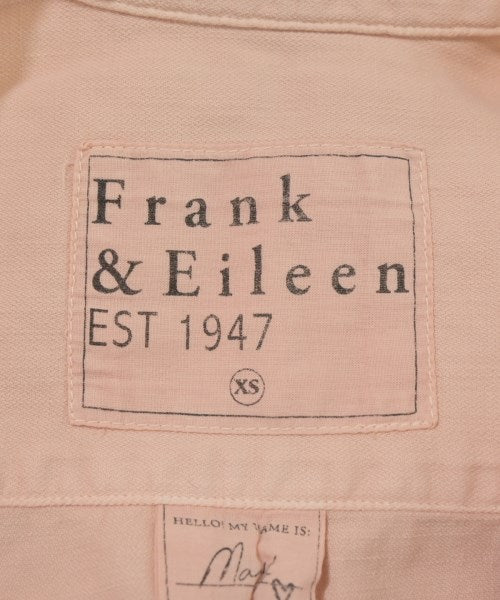 Frank
& Eileen
EST 1947
XS
HELLO! MY NAME IS: